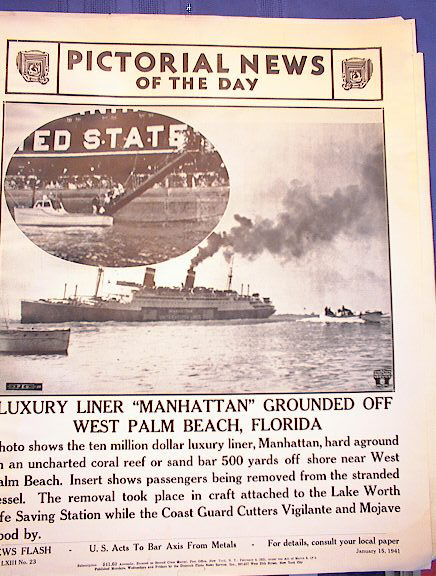 PICTORIAL NEWS
OF THE DAY
ED STATE
LUXURY LINER "MANHATTAN" GROUNDED OFF
WEST PALM BEACH, FLORIDA
hoto shows the ten million dollar luxury liner, Manhattan, hard aground
n an uncharted coral reef or sand bar 500 yards off shore near West
alm Beach. Insert shows passengers being removed from the stranded
essel. The removal took place in craft attached to the Lake Worth
fe Saving Station while the Coast Guard Cutters Vigilante and Mojave
ood by.
EWS FLASH - U.S. Acts To Bar Axis From Metals - For details, consult your local paper
LXIII No. 23
January 15, 1941